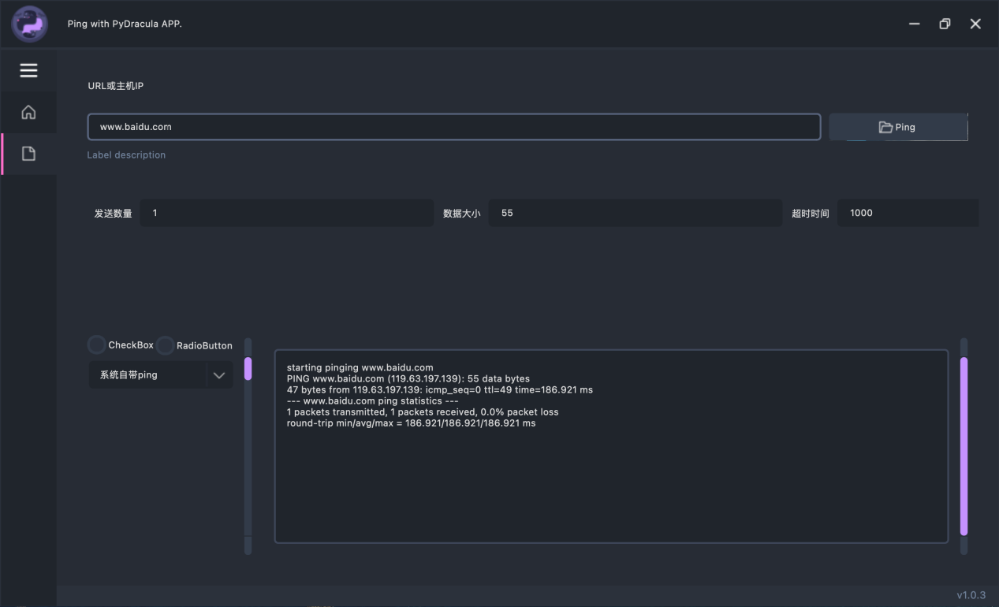 Ping with PyDracula APP.
URL或主机IP
www.baidu.com
Ping
Label description
发送数量 1 数据大小 55 超时时间 1000
CheckBox RadioButton
系统自带ping
starting pinging www.baidu.com
PING www.baidu.com (119.63.197.139): 55 data bytes
47 bytes from 119.63.197.139: icmp_seq=0 ttl=49 time=186.921 ms
--- www.baidu.com ping statistics ---
1 packets transmitted, 1 packets received, 0.0% packet loss
round-trip min/avg/max = 186.921/186.921/186.921 ms
v1.0.3